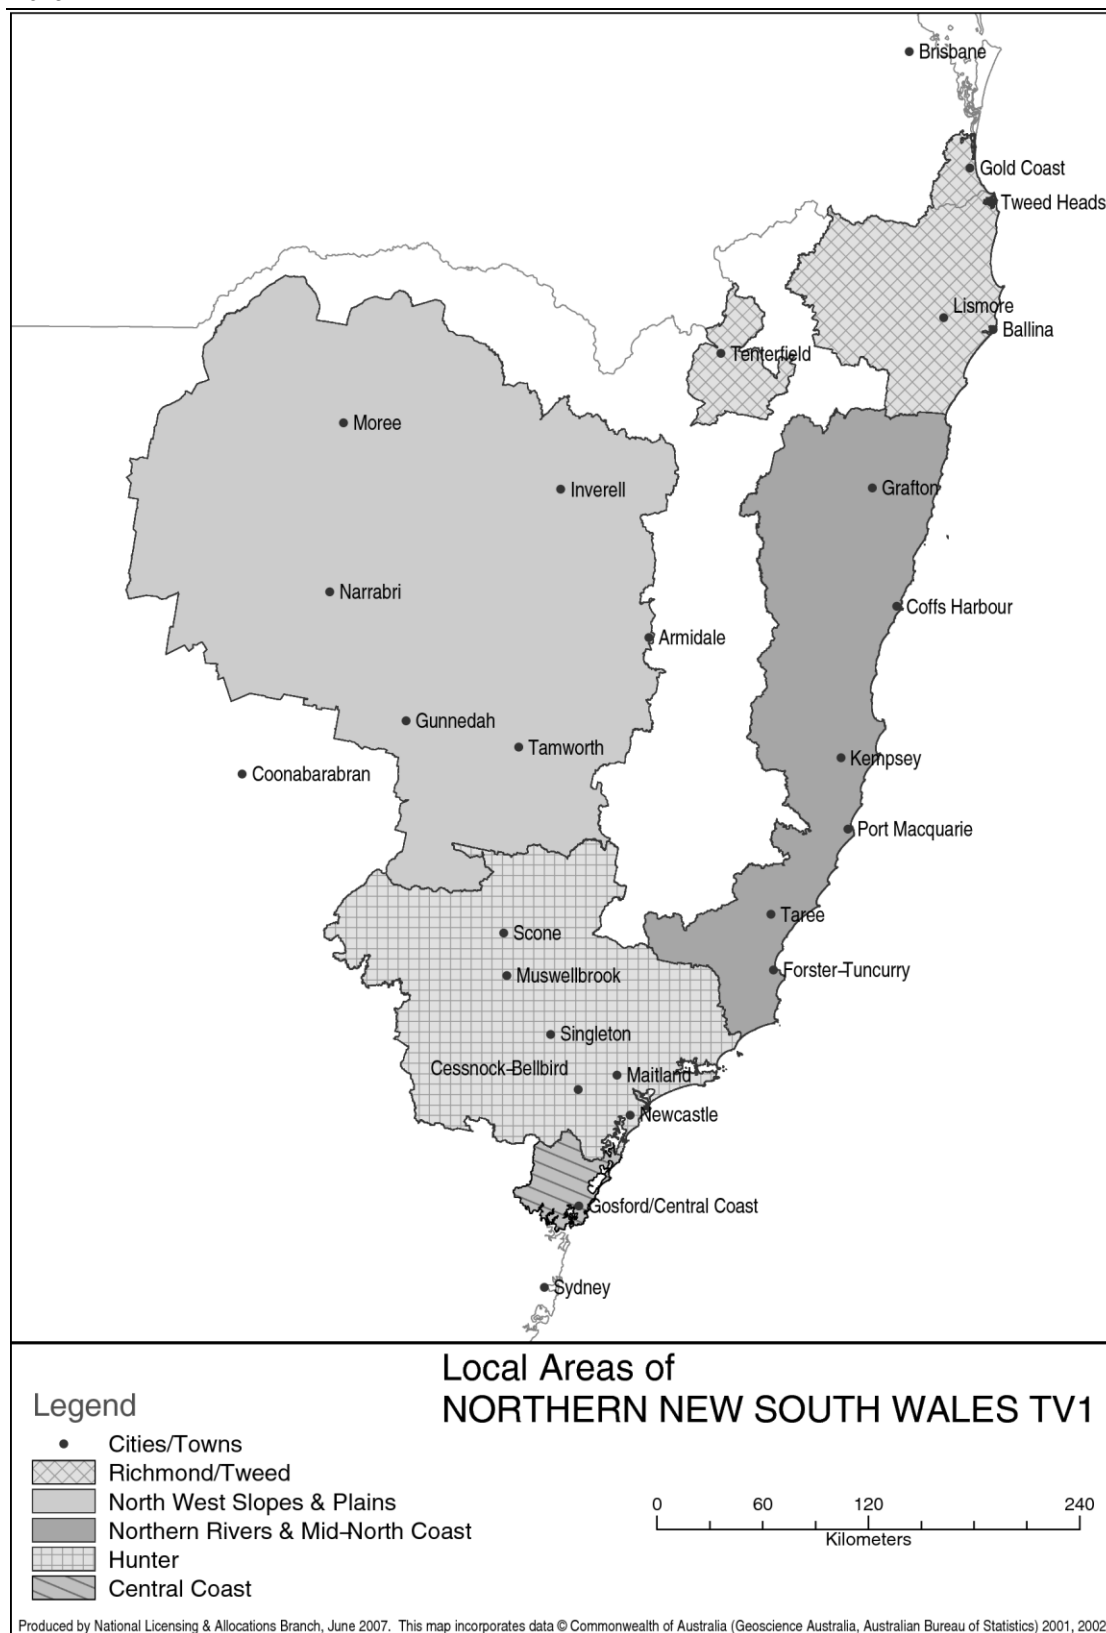 Brisbane
Gold Coast
Tweed Heads
Lismore
Ballina
Tenterfield
Moree
Inverell
Grafton
Narrabri
Coffs Harbour
Armidale
Gunnedah
Tamworth
Kempsey
Coonabarabran
Port Macquarie
Taree
Scone
Forster–Tuncurry
Muswellbrook
Singleton
Cessnock–Bellbird
Maitland
Newcastle
Gosford/Central Coast
Sydney
Local Areas of
NORTHERN NEW SOUTH WALES TV1
Legend
Cities/Towns
Richmond/Tweed
North West Slopes & Plains
Northern Rivers & Mid–North Coast
Hunter
Central Coast
0 60 120 240
Kilometers
Produced by National Licensing & Allocations Branch, June 2007. This map incorporates data © Commonwealth of Australia (Geoscience Australia, Australian Bureau of Statistics) 2001, 2002